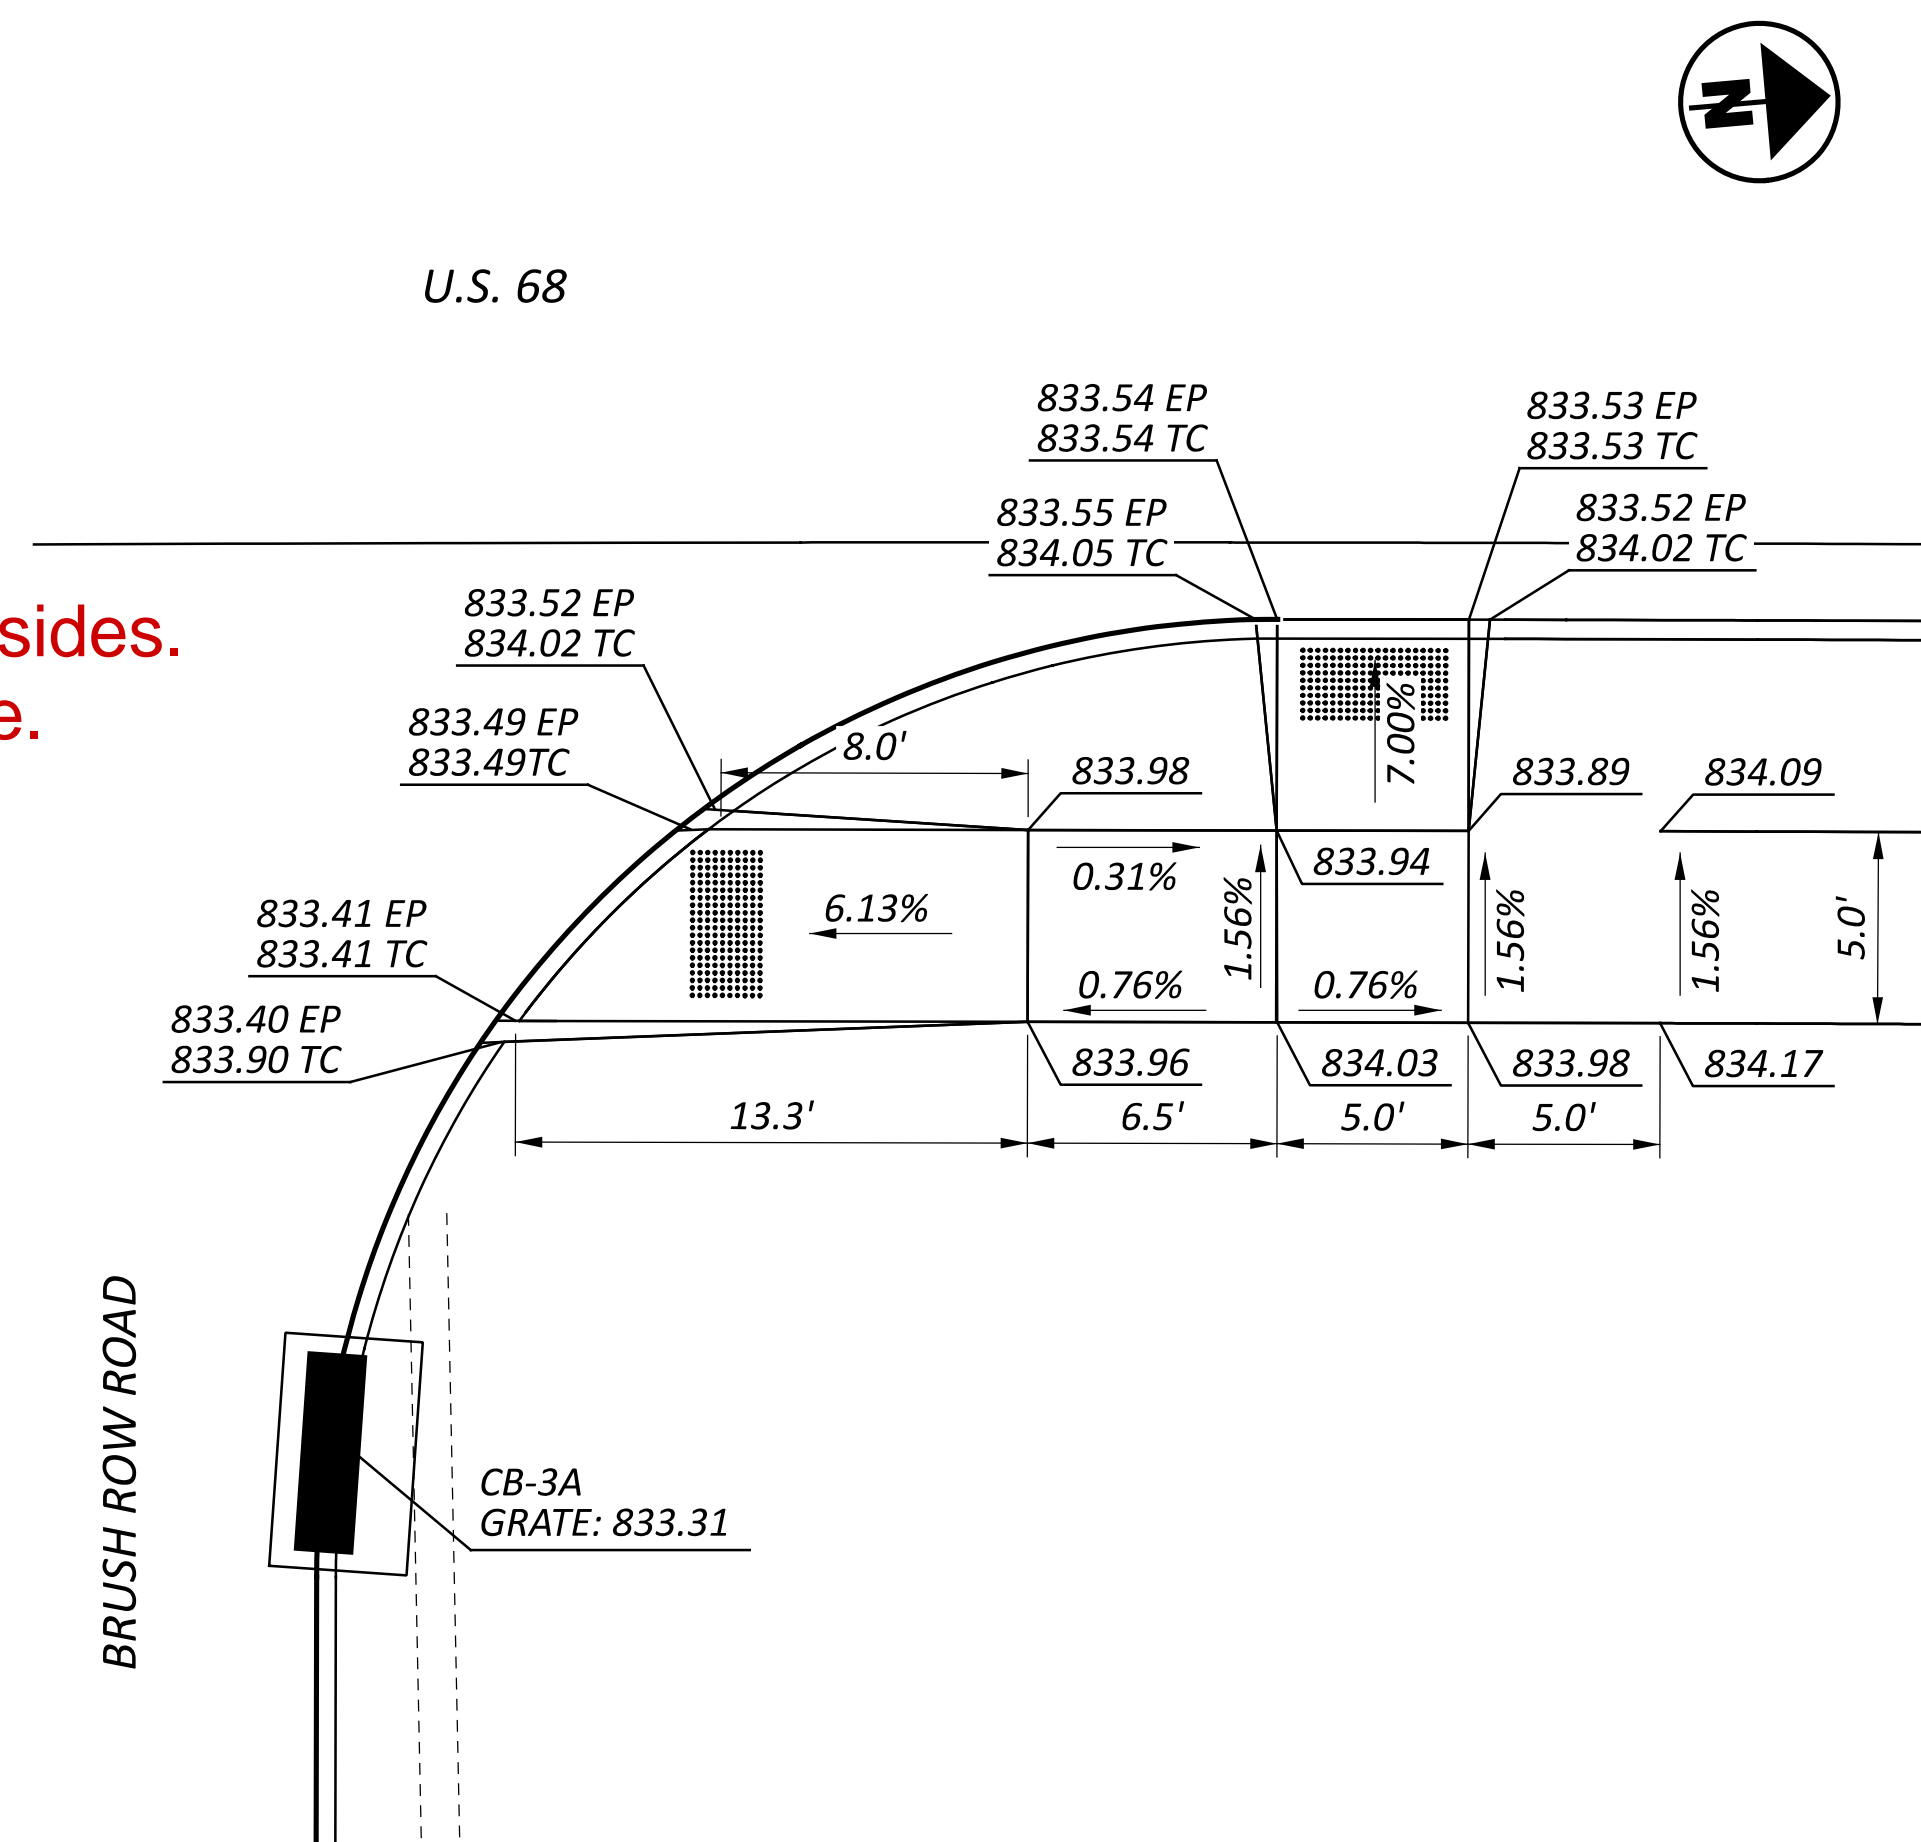 N
U.S. 68
833.54 EP
833.54 TC
833.53 EP
833.53 TC
833.55 EP
834.05 TC
833.52 EP
834.02 TC
833.52 EP
834.02 TC
sides.
e.
833.49 EP
833.49TC
8.0'
7.00%
833.98
833.89
834.09
0.31%
833.94
6.13%
1.56%
1.56%
1.56%
5.0'
833.41 EP
833.41 TC
0.76%
0.76%
833.40 EP
833.90 TC
833.96
834.03
833.98
834.17
13.3'
6.5'
5.0'
5.0'
BRUSH ROW ROAD
CB-3A
GRATE: 833.31